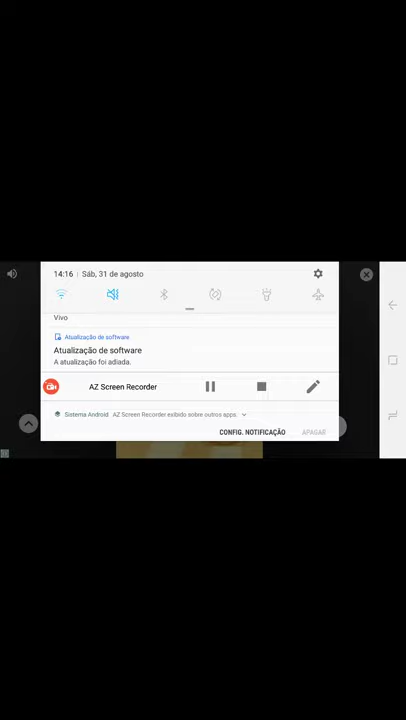 14:16 | Sáb, 31 de agosto
Vivo
Atualização de software
Atualização de software
A atualização foi adiada.
AZ Screen Recorder
Sistema Android AZ Screen Recorder exibido sobre outros apps
CONFIG. NOTIFICAÇÃO APAGAR